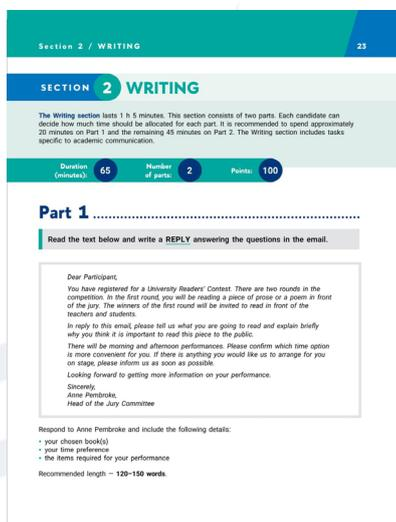 Section 2 / WRITING
23
SECTION 2 WRITING
The Writing section lasts 1 h 5 minutes. This section consists of two parts. Each candidate can
decide how much time should be allocated for each part. It is recommended to spend approximately
20 minutes on Part 1 and the remaining 45 minutes on Part 2. The Writing section includes tasks
specific to academic communication.
Duration
(minutes):
65
Number
of parts:
2
Points:
100
Part 1
Read the text below and write a REPLY answering the questions in the email.
Dear Participant,
You have registered for a University Readers' Contest. There are two rounds in the
competition. In the first round, you will be reading a piece of prose or a poem in front
of the jury. The winners of the first round will be invited to read in front of the
teachers and students.
In reply to this email, please tell us what you are going to read and explain briefly
why you think it is important to read this piece to the public.
There will be morning and afternoon performances. Please confirm which time option
is more convenient for you. If there is anything you would like us to arrange for you
on stage, please inform us as soon as possible.
Looking forward to getting more information on your performance.
Sincerely,
Anne Pembroke,
Head of the Jury Committee
Respond to Anne Pembroke and include the following details:
• your chosen book(s)
• your time preference
• the items required for your performance
Recommended length – 120–150 words.